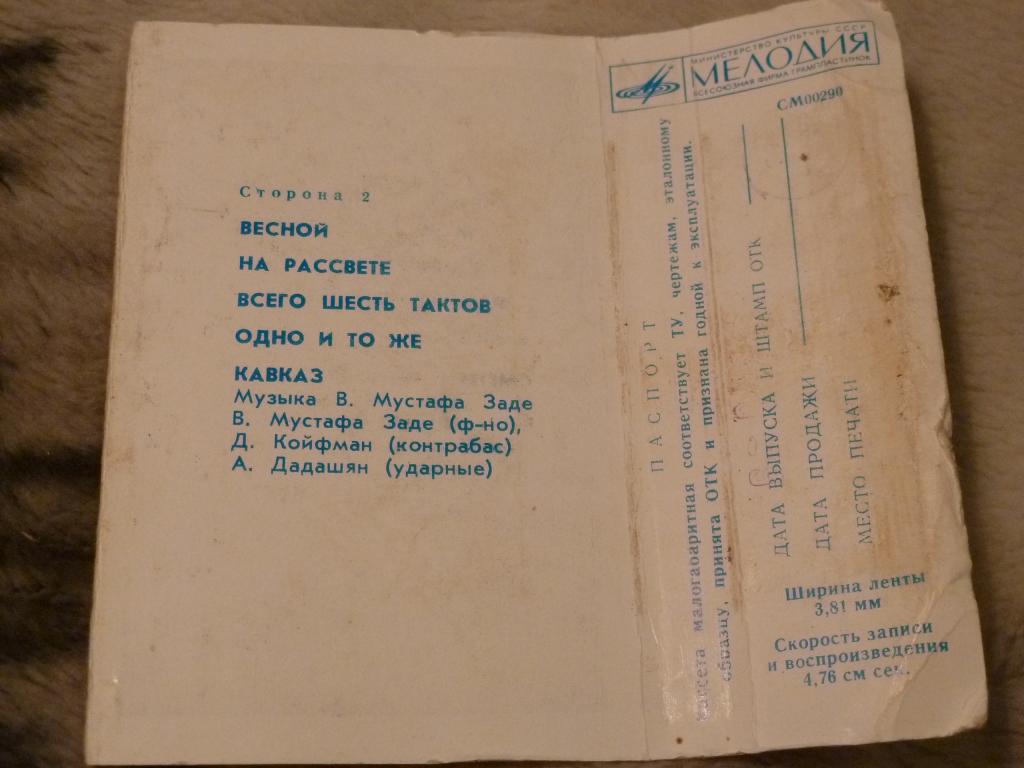 Сторона 2
ВЕСНОЙ
НА РАССВЕТЕ
ВСЕГО ШЕСТЬ ТАКТОВ
ОДНО И ТО ЖЕ
КАВКАЗ
Музыка В. Мустафа Заде
В. Мустафа Заде (ф-но),
Д. Койфман (контрабас)
А. Дадашян (ударные)
МИНИСТЕРСТВО КУЛЬТУРЫ СССР
МЕЛОДИЯ
ВСЕСОЮЗНАЯ ФИРМА ГРАМПЛАСТИНОК
СМ00290
ПАСПОРТ
кассета малогабаритная соответствует ТУ, чертежам, эталонному
образцу, принята ОТК и признана годной к эксплуатации.
ДАТА ВЫПУСКА И ШТАМП ОТК
ДАТА ПРОДАЖИ
МЕСТО ПЕЧАТИ
Ширина ленты
3,81 мм
Скорость записи
и воспроизведения
4,76 см сек.